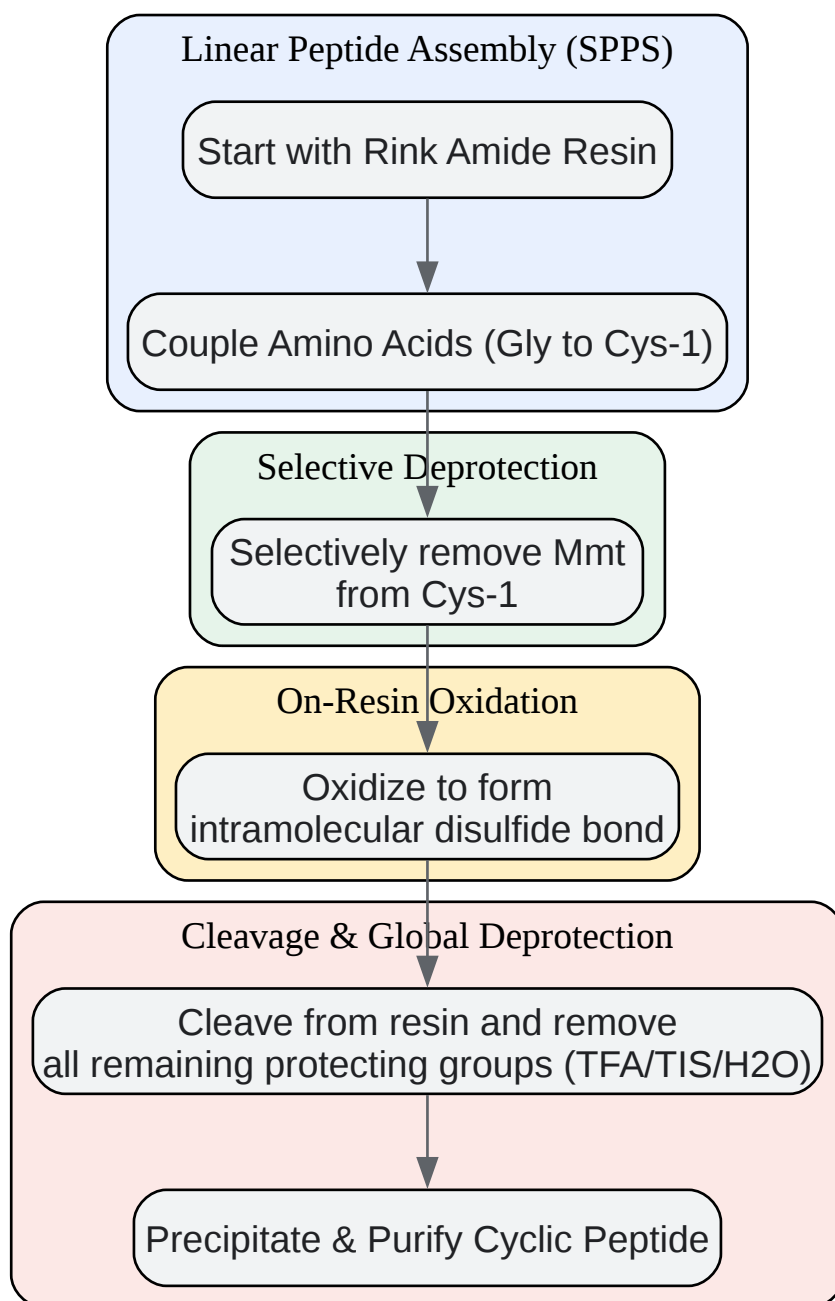 Linear Peptide Assembly (SPPS)
Start with Rink Amide Resin
Couple Amino Acids (Gly to Cys-1)
Selective Deprotection
Selectively remove Mmt
from Cys-1
On-Resin Oxidation
Oxidize to form
intramolecular disulfide bond
Cleavage & Global Deprotection
Cleave from resin and remove
all remaining protecting groups (TFA/TIS/H2O)
Precipitate & Purify Cyclic Peptide